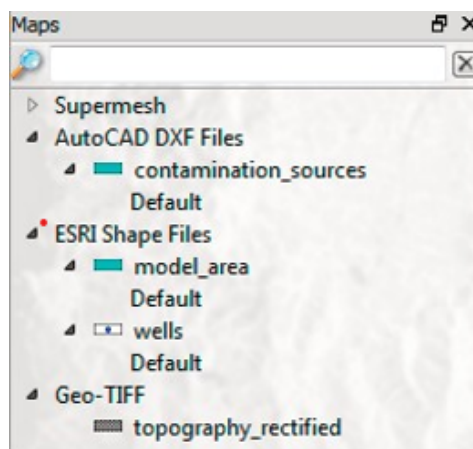 Maps
Supermesh
AutoCAD DXF Files
contamination_sources
Default
ESRI Shape Files
model_area
Default
wells
Default
Geo-TIFF
topography_rectified